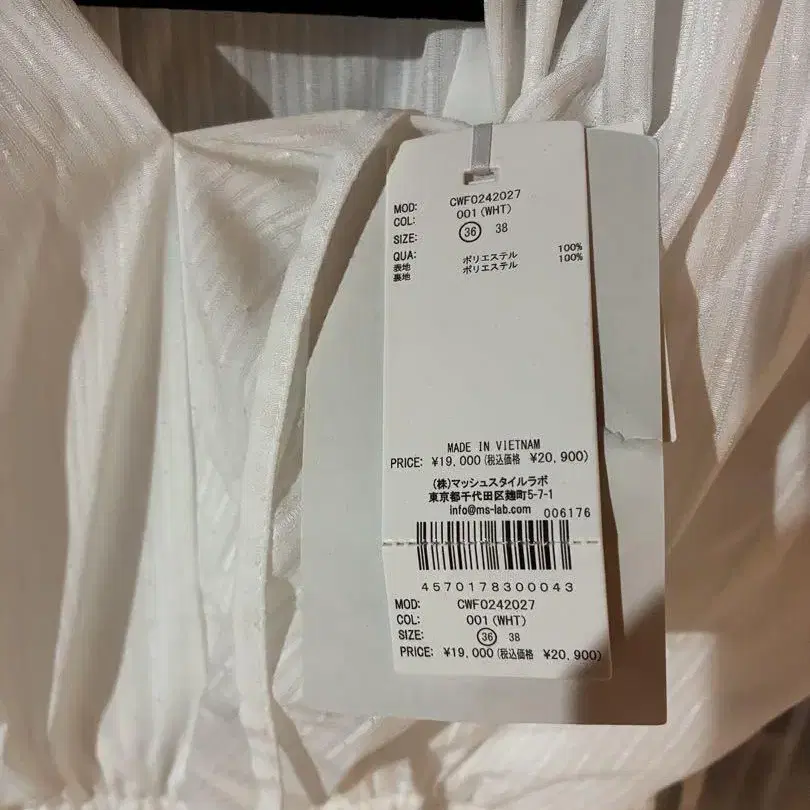 MOD: CWF0242027
COL: 001(WHT)
SIZE: 36 38
QUA: 100%
表地 ポリエステル 100%
裏地 ポリエステル
MADE IN VIETNAM
PRICE: ¥19,000(税込価格 ¥20,900)
(株)マッシュスタイルラボ
東京都千代田区麹町5-7-1
info@ms-lab.com 006176
4570178300043
MOD: CWF0242027
COL: 001(WHT)
SIZE: 36 38
PRICE: ¥19,000(税込価格 ¥20,900)